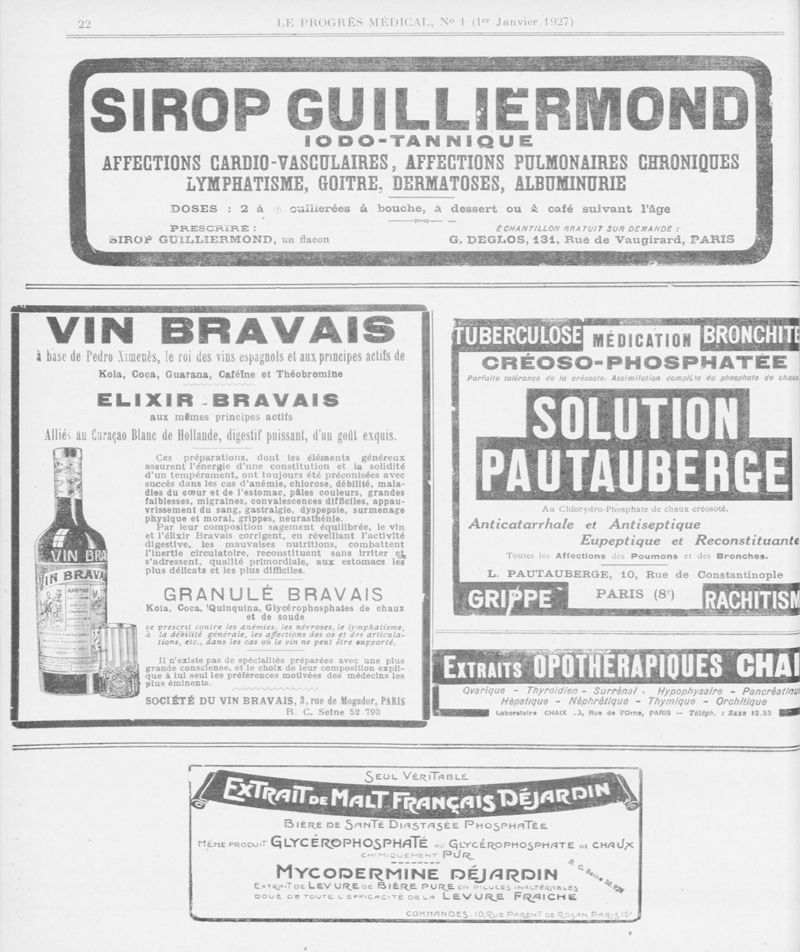 22
LE PROGRÈS MÉDICAL, No 1 (1er Janvier 1927)
SIROP GUILLIERMOND
IODO-TANNIQUE
AFFECTIONS CARDIO-VASCULAIRES, AFFECTIONS PULMONAIRES CHRONIQUES
LYMPHATISME, GOITRE, DERMATOSES, ALBUMINURIE
DOSES : 2 à cuillerées à bouche, à dessert ou à café suivant l'âge
PRESCRIRE :
SIROP GUILLIERMOND, un flacon
ÉCHANTILLON GRATUIT SUR DEMANDE :
G. DEGLOS, 131, Rue de Vaugirard, PARIS
VIN BRAVAIS
à base de Pedro Ximenès, le roi des vins espagnols et aux principes actifs de
Kola, Coca, Guarana, Caféine et Théobromine
ELIXIR-BRAVAIS
aux mêmes principes actifs
Alliés au Curaçao Blanc de Hollande, digestif puissant, d'un goût exquis.
Ces préparations, dont les éléments généreux
assurent l'énergie d'une constitution et la solidité
d'un tempérament, ont toujours été préconisées avec
succès dans les cas d'anémie, chlorose, débilité, mala-
dies du cœur et de l'estomac, pâles couleurs, grandes
faiblesses, migraines, convalescences difficiles, appau-
vrissement du sang, gastralgie, dyspepsie, surmenage
physique et moral, grippes, neurasthénie.
Par leur composition sagement équilibrée, le vin
et l'élixir Bravais corrigent, en réveillant l'activité
digestive, les mauvaises nutritions, combattent
l'inertie circulatoire, reconstituent sans irriter et
s'adressent, qualité primordiale, aux estomacs les
plus délicats et les plus difficiles.
VIN BRA
VIN BRAVAIS
GRANULÉ BRAVAIS
Kola, Coca, Quinquina, Glycérophosphates de chaux
et de soude
se prescrit contre les anémies, les névroses, le lymphatisme,
à la débilité générale, les affections des os et des articula-
tions, etc., dans les cas où le vin ne peut être supporté.
Il n'existe pas de spécialités préparées avec une plus
grande conscience, et le choix de leur composition expli-
que à lui seul les préférences motivées des médecins les
plus éminents.
SOCIÉTÉ DU VIN BRAVAIS, 3, rue de Mogador, PARIS
R. C. Seine 52 793
TUBERCULOSE MÉDICATION BRONCHITE
CRÉOSO-PHOSPHATÉE
Parfaite tolérance de la créosote. Assimilation complète du phosphate de chaux
SOLUTION
PAUTAUBERGE
Au Chlorydro-Phosphate de chaux créosoté.
Anticatarrhale et Antiseptique
Eupeptique et Reconstituante
Toutes les Affections des Poumons et des Bronches.
L. PAUTAUBERGE, 10, Rue de Constantinople
GRIPPE PARIS (8e) RACHITISM
EXTRAITS OPOTHÉRAPIQUES CHAI
Ovarique - Thyroïdien - Surrénal - Hypophysaire - Pancréatinu
Hépatique - Néphrétique - Thymique - Orchitique
Laboratoire CHAIX Rue de l'Orne, PARIS — Téléph. : Saxe 12.55
SEUL VÉRITABLE
EXTRAIT DE MALT FRANÇAIS DÉJARDIN
BIÈRE DE SANTÉ DIASTASÉE PHOSPHATÉE
MÊME PRODUIT GLYCÉROPHOSPHATÉ AU GLYCÉROPHOSPHATE DE CHAUX
CHIMIQUEMENT PUR
MYCODERMINE DÉJARDIN
R. C. Seine
EXTRAIT DE LEVURE DE BIÈRE PURE EN PILULES INALTÉRABLES
DOUÉ DE TOUTE L'EFFICACITÉ DE LA LEVURE FRAICHE
COMMANDES. 10, RUE PARENT DE ROSAN, PARIS 16e